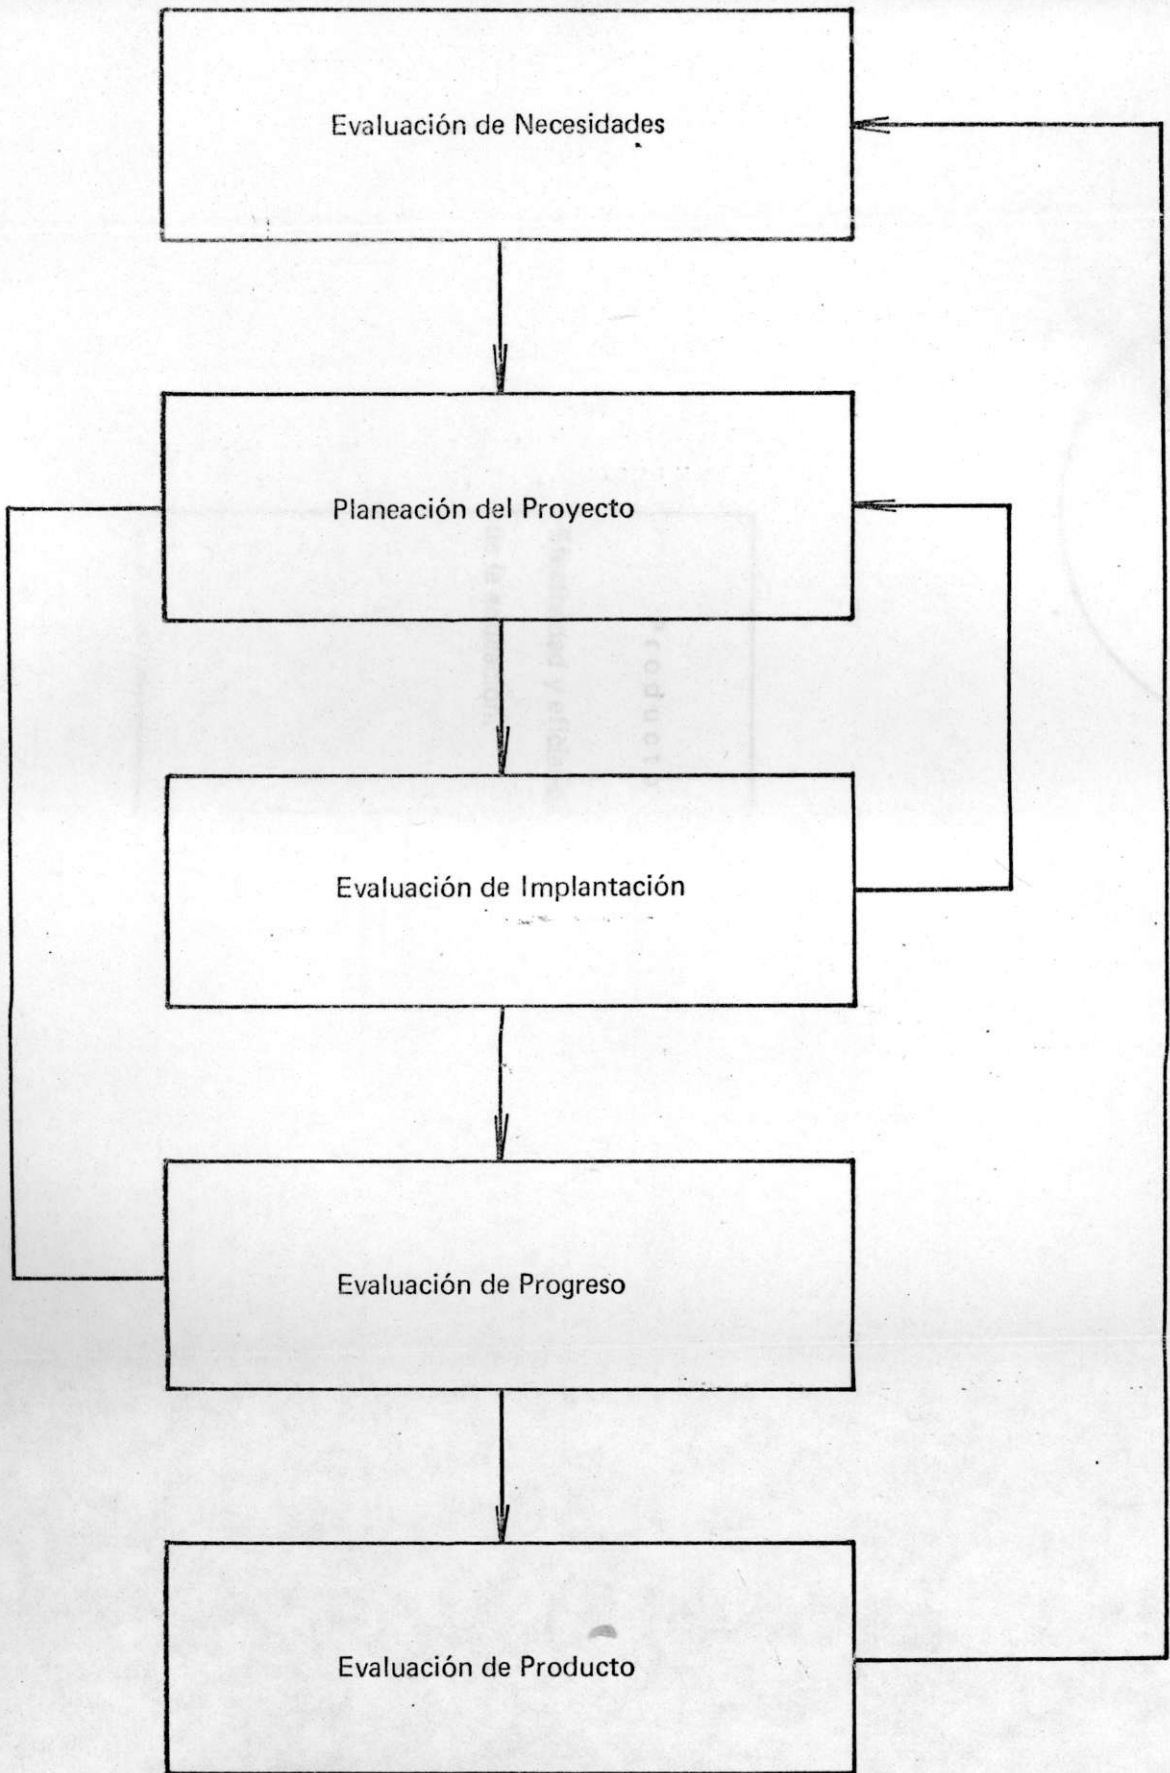 Evaluación de Necesidades
Planeación del Proyecto
Evaluación de Implantación
Evaluación de Progreso
Evaluación de Producto